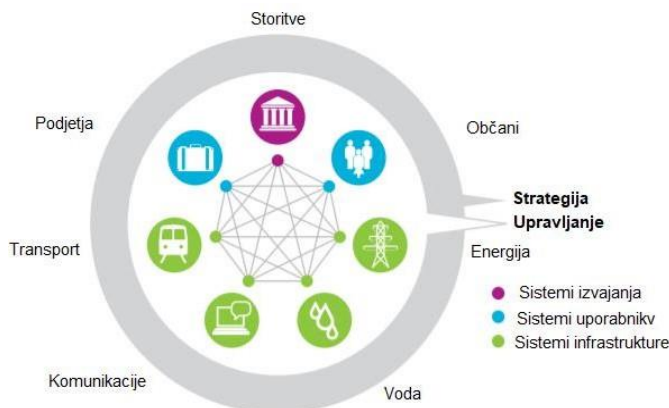 Storitve
Podjetja
Občani
Strategija
Upravljanje
Transport
Energija
Sistemi izvajanja
Sistemi uporabnikv
Sistemi infrastrukture
Komunikacije
Voda